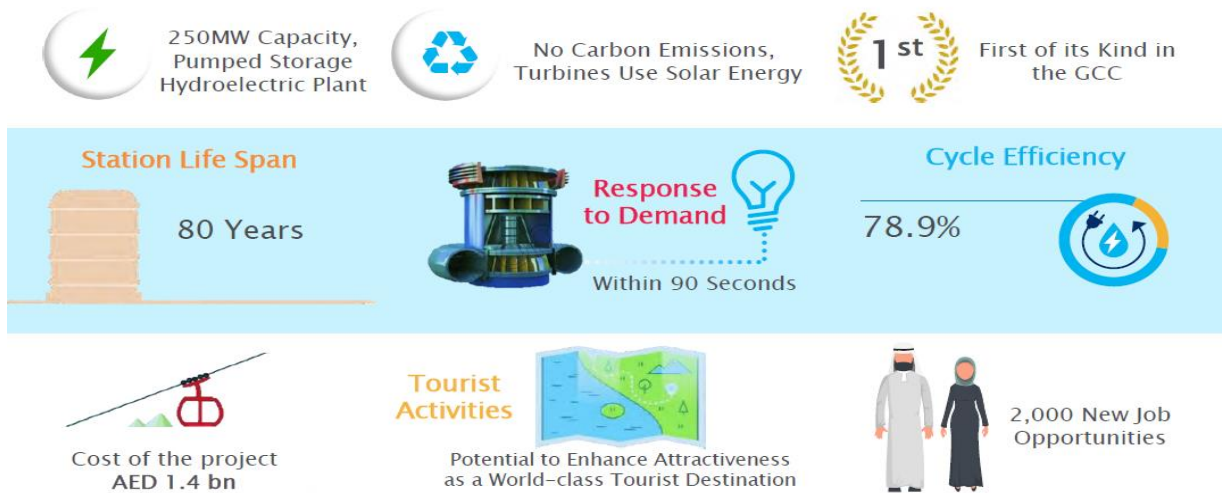 250MW Capacity,
Pumped Storage
Hydroelectric Plant
No Carbon Emissions,
Turbines Use Solar Energy
1 st
First of its Kind in
the GCC
Station Life Span
80 Years
Response
to Demand
Within 90 Seconds
Cycle Efficiency
78.9%
Cost of the project
AED 1.4 bn
Tourist
Activities
Potential to Enhance Attractiveness
as a World-class Tourist Destination
2,000 New Job
Opportunities